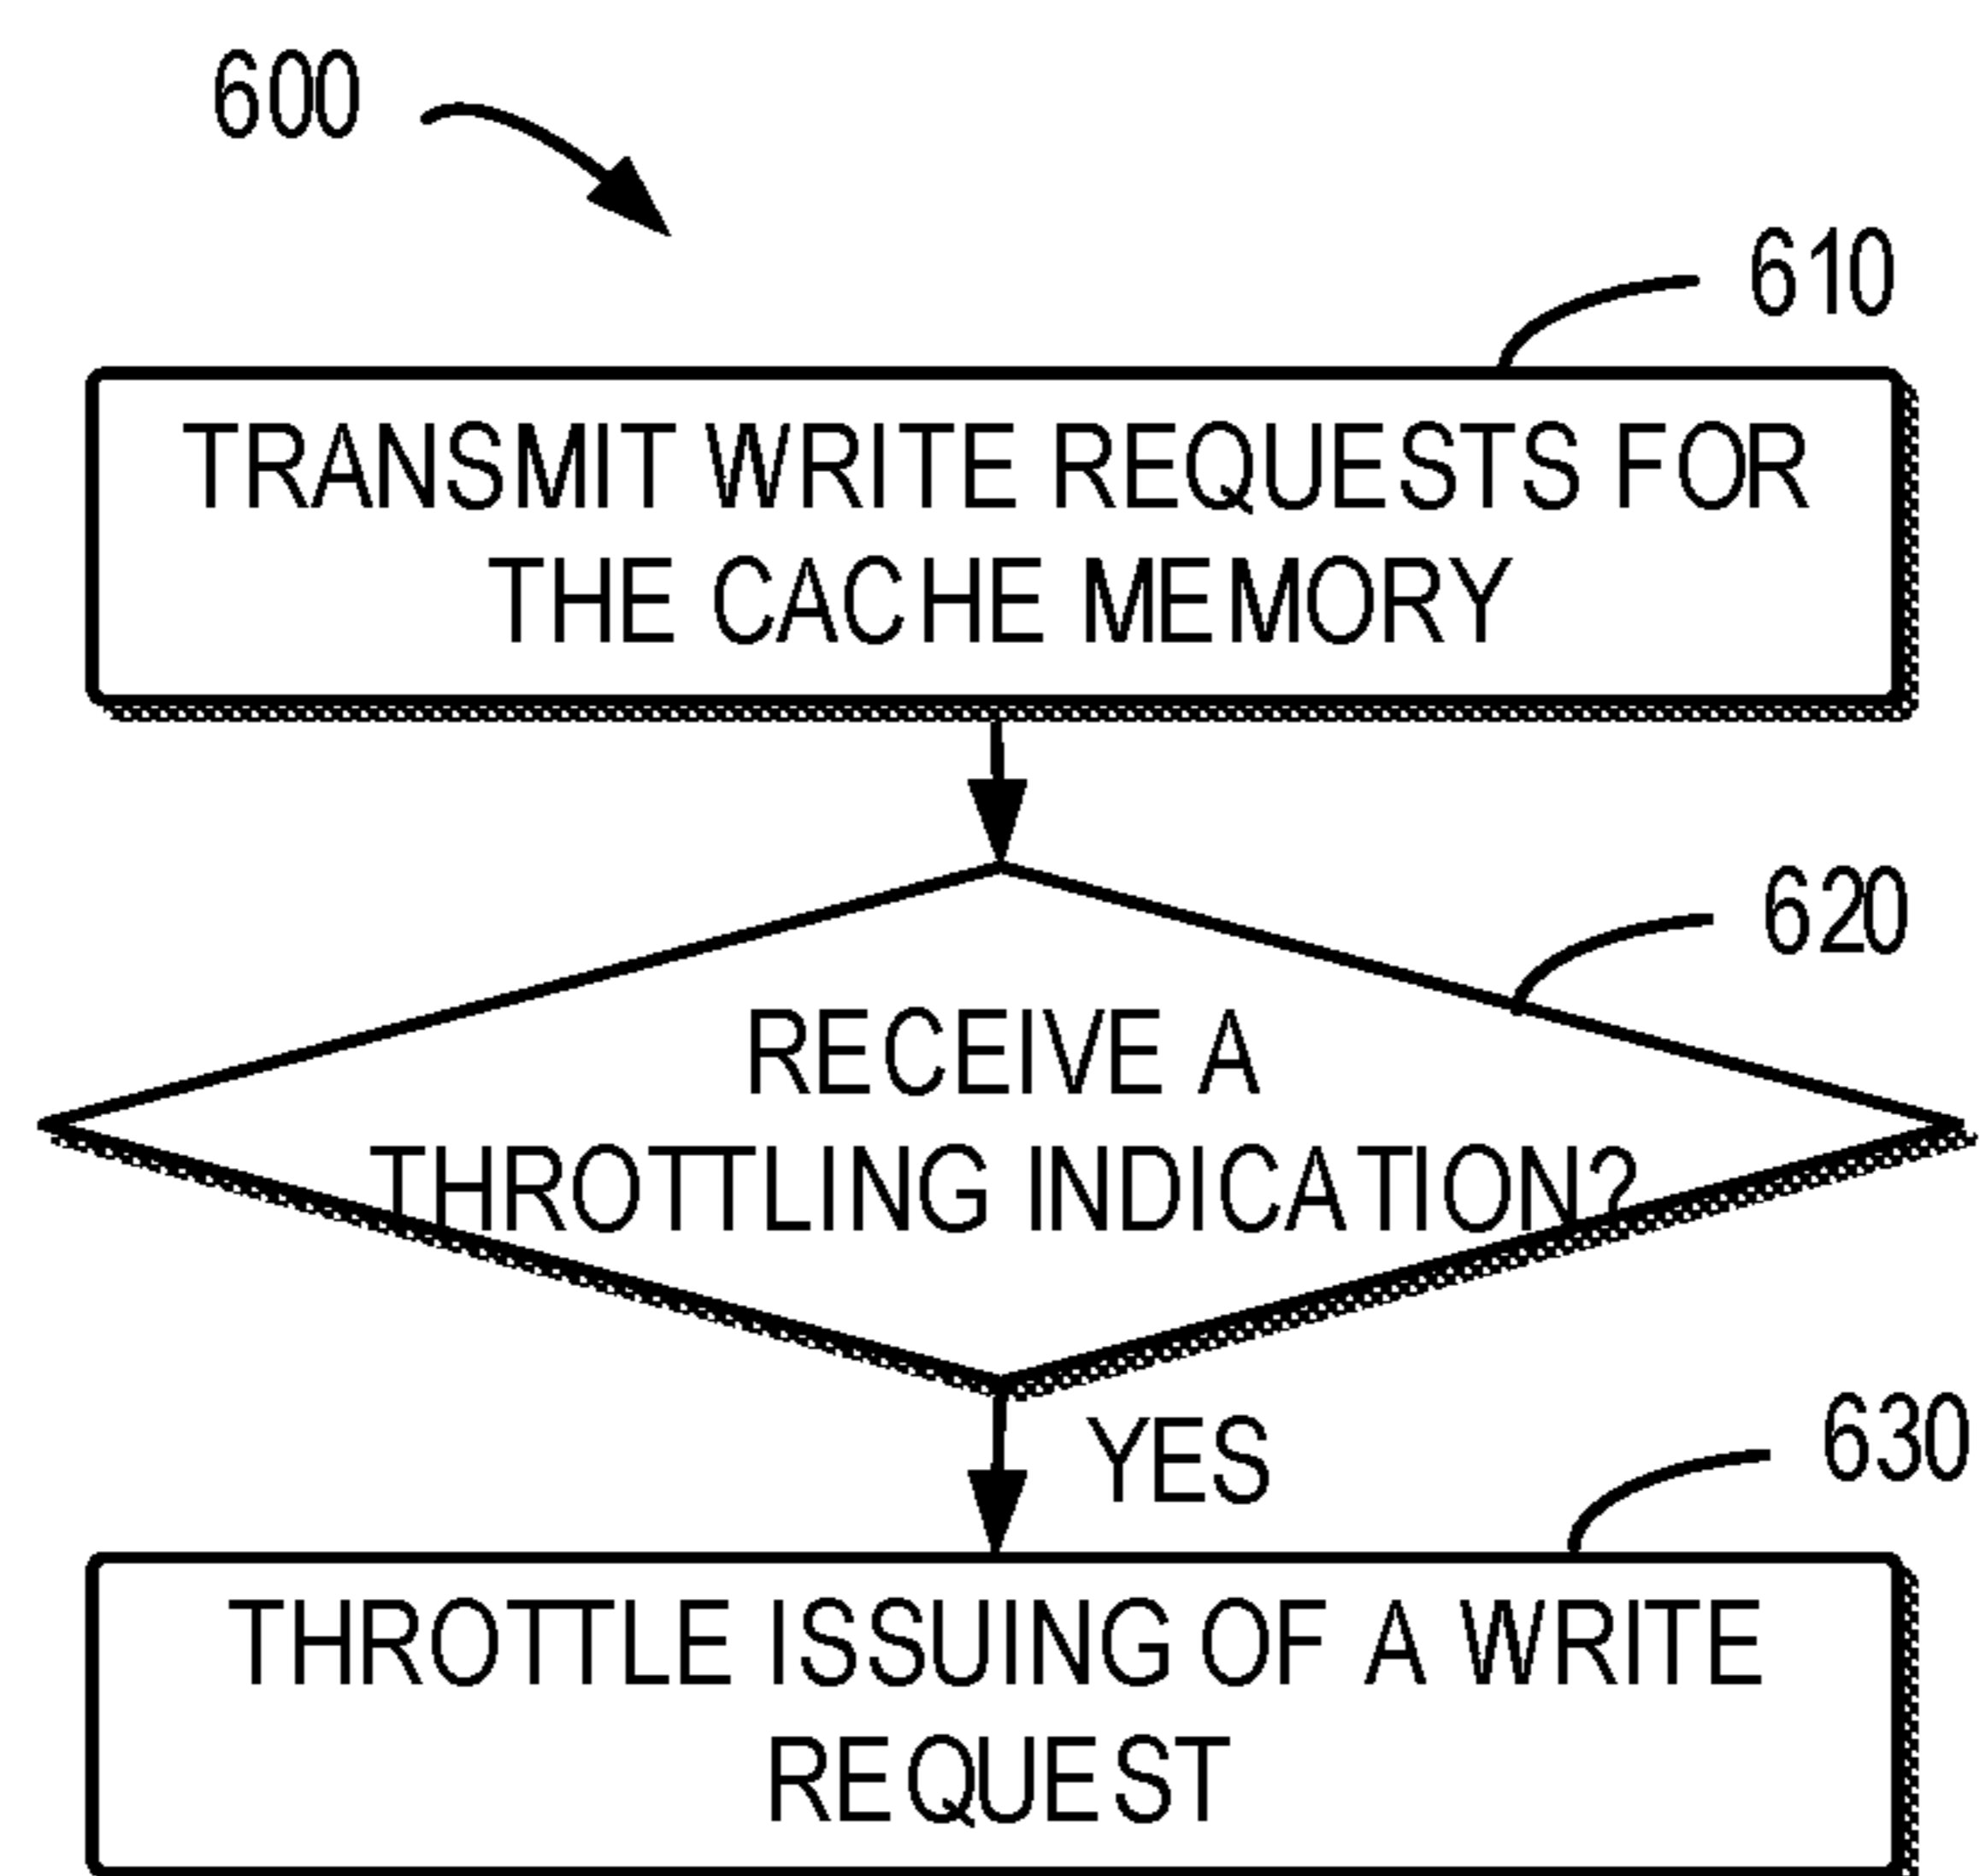 600
610
TRANSMIT WRITE REQUESTS FOR
THE CACHE MEMORY
620
RECEIVE A
THROTTLING INDICATION?
YES
630
THROTTLE ISSUING OF A WRITE
REQUEST